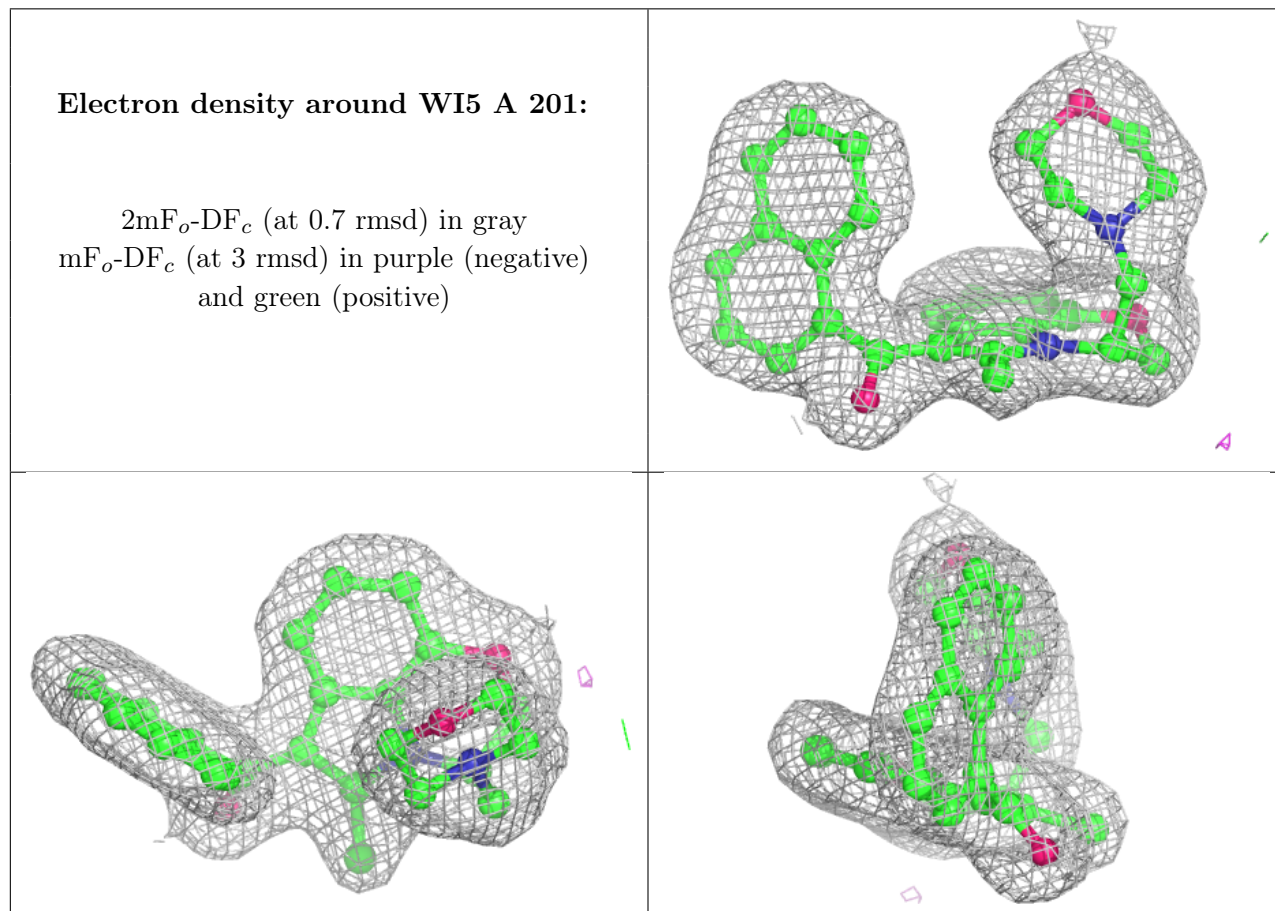 Electron density around WI5 A 201:
2mFo-DFc (at 0.7 rmsd) in gray
mFo-DFc (at 3 rmsd) in purple (negative)
and green (positive)